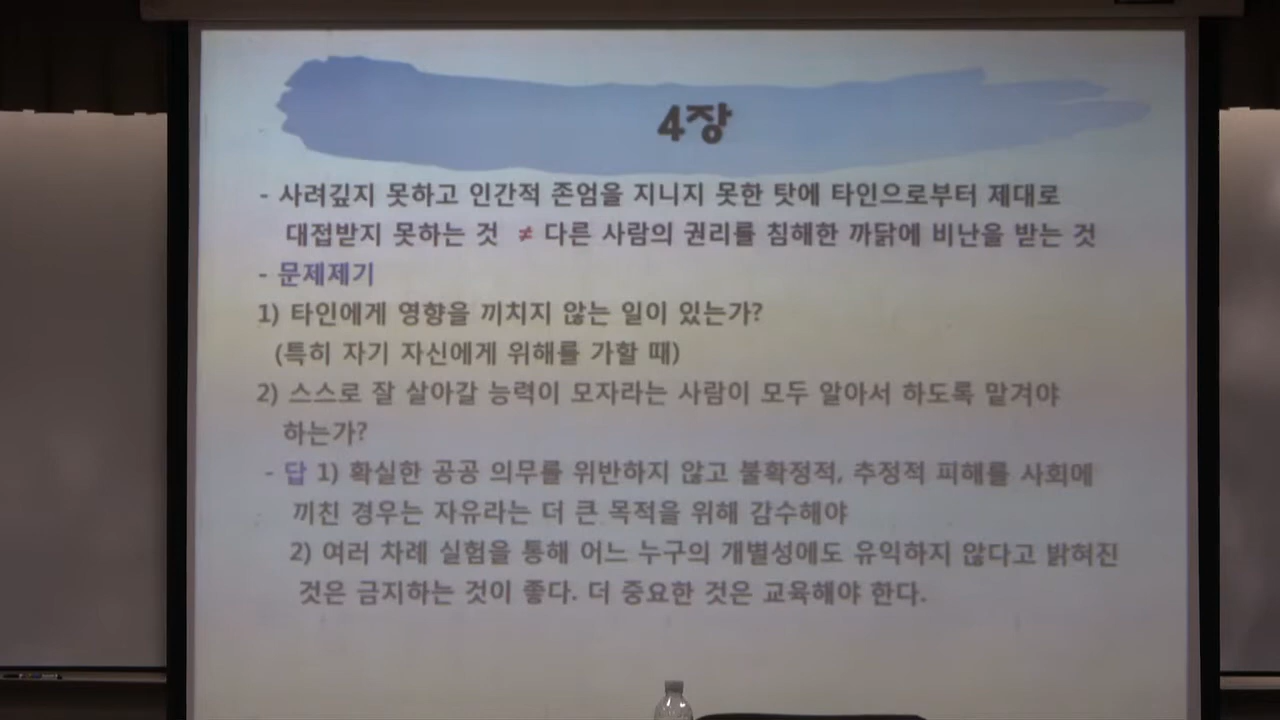 4장
- 사려깊지 못하고 인간적 존엄을 지니지 못한 탓에 타인으로부터 제대로
대접받지 못하는 것 ≠ 다른 사람의 권리를 침해한 까닭에 비난을 받는 것
- 문제제기
1) 타인에게 영향을 끼치지 않는 일이 있는가?
(특히 자기 자신에게 위해를 가할 때)
2) 스스로 잘 살아갈 능력이 모자라는 사람이 모두 알아서 하도록 맡겨야
하는가?
- 답 1) 확실한 공공 의무를 위반하지 않고 불확정적, 추정적 피해를 사회에
끼친 경우는 자유라는 더 큰 목적을 위해 감수해야
2) 여러 차례 실험을 통해 어느 누구의 개별성에도 유익하지 않다고 밝혀진
것은 금지하는 것이 좋다. 더 중요한 것은 교육해야 한다.